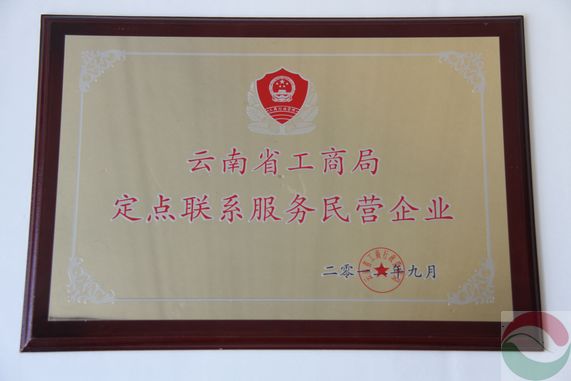 云南省工商局
定点联系服务民营企业
二零一 年九月